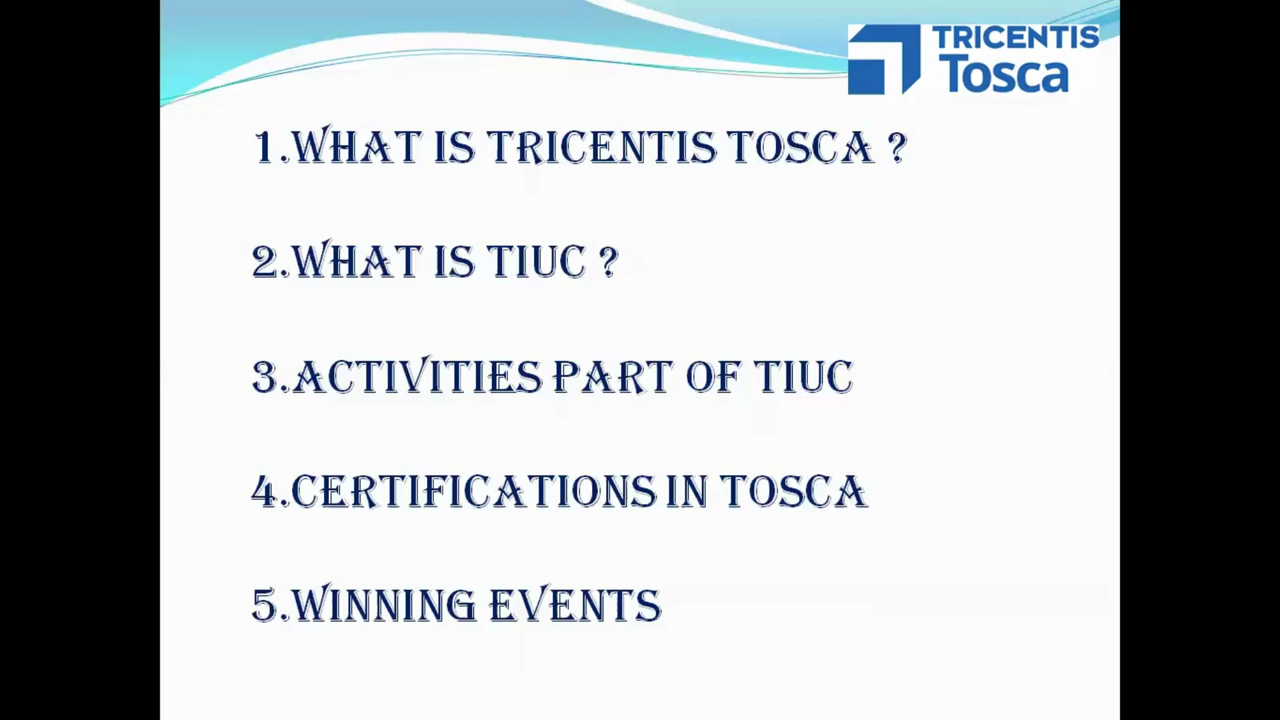 TRICENTIS
Tosca
1.WHAT IS TRICENTIS TOSCA ?
2.WHAT IS TIUC ?
3.ACTIVITIES PART OF TIUC
4.CERTIFICATIONS IN TOSCA
5.WINNING EVENTS